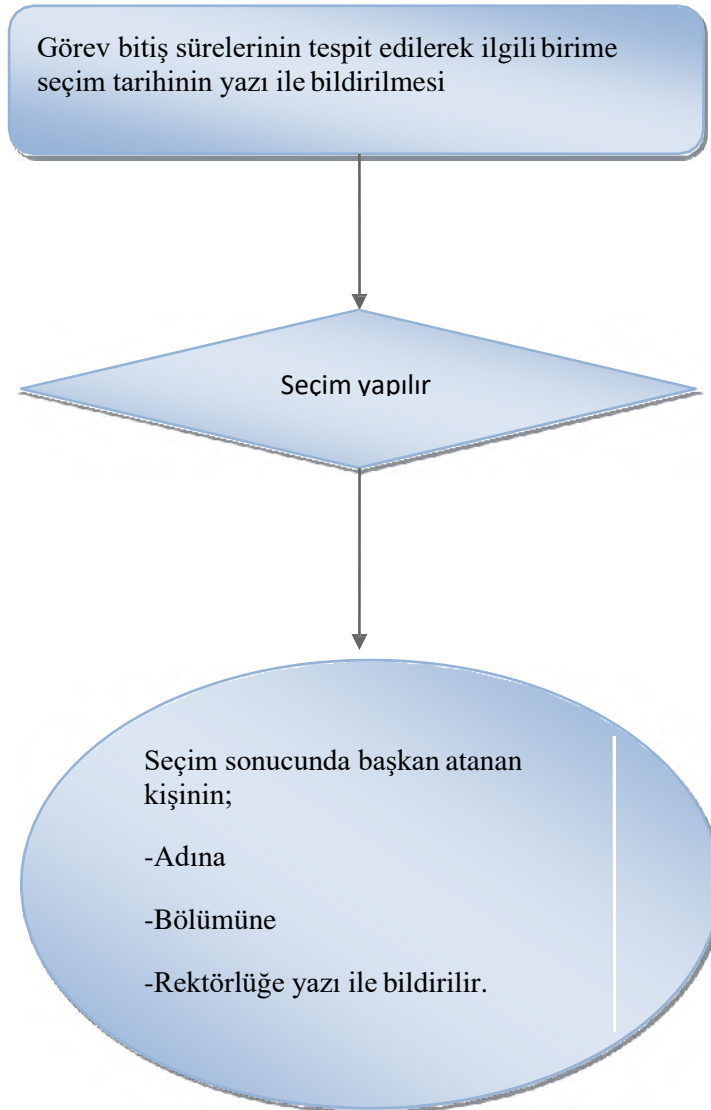 Görev bitiş sürelerinin tespit edilerek ilgili birime
seçim tarihinin yazı ile bildirilmesi
Seçim yapılır
Seçim sonucunda başkan atanan
kişinin;
-Adına
-Bölümüne
-Rektörlüğe yazı ile bildirilir.